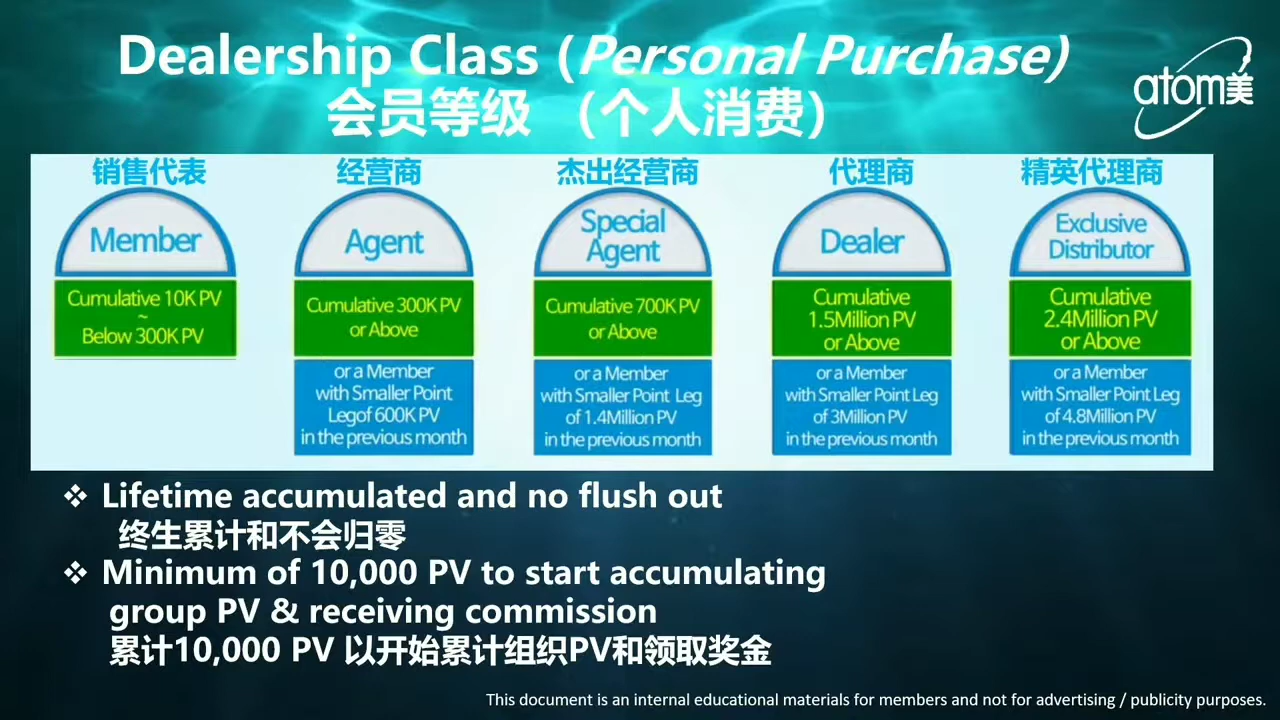 Dealership Class (Personal Purchase)
会员等级 （个人消费）
atom美
销售代表
Member
Cumulative 10K PV
~
Below 300K PV
经营商
Agent
Cumulative 300K PV
or Above
or a Member
with Smaller Point
Legof 600K PV
in the previous month
杰出经营商
Special
Agent
Cumulative 700K PV
or Above
or a Member
with Smaller Point Leg
of 1.4Million PV
in the previous month
代理商
Dealer
Cumulative
1.5Million PV
or Above
or a Member
with Smaller Point Leg
of 3Million PV
in the previous month
精英代理商
Exclusive
Distributor
Cumulative
2.4Million PV
or Above
or a Member
with Smaller Point Leg
of 4.8Million PV
in the previous month
❖ Lifetime accumulated and no flush out
终生累计和不会归零
❖ Minimum of 10,000 PV to start accumulating
group PV & receiving commission
累计10,000 PV 以开始累计组织PV和领取奖金
This document is an internal educational materials for members and not for advertising / publicity purposes.